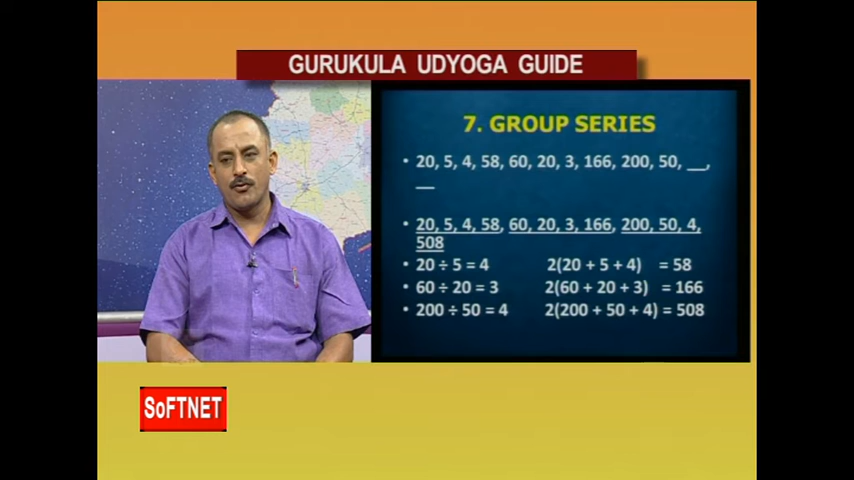 GURUKULA UDYOGA GUIDE
7. GROUP SERIES
• 20, 5, 4, 58, 60, 20, 3, 166, 200, 50, __,
__
• 20, 5, 4, 58, 60, 20, 3, 166, 200, 50, 4,
508
• 20 ÷ 5 = 4 2(20 + 5 + 4) = 58
• 60 ÷ 20 = 3 2(60 + 20 + 3) = 166
• 200 ÷ 50 = 4 2(200 + 50 + 4) = 508
SoFTNET